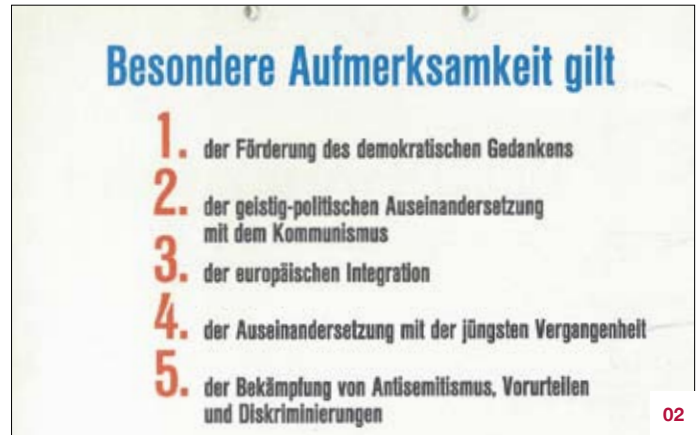 Besondere Aufmerksamkeit gilt
1. der Förderung des demokratischen Gedankens
2. der geistig-politischen Auseinandersetzung
mit dem Kommunismus
3. der europäischen Integration
4. der Auseinandersetzung mit der jüngsten Vergangenheit
5. der Bekämpfung von Antisemitismus, Vorurteilen
und Diskriminierungen
02